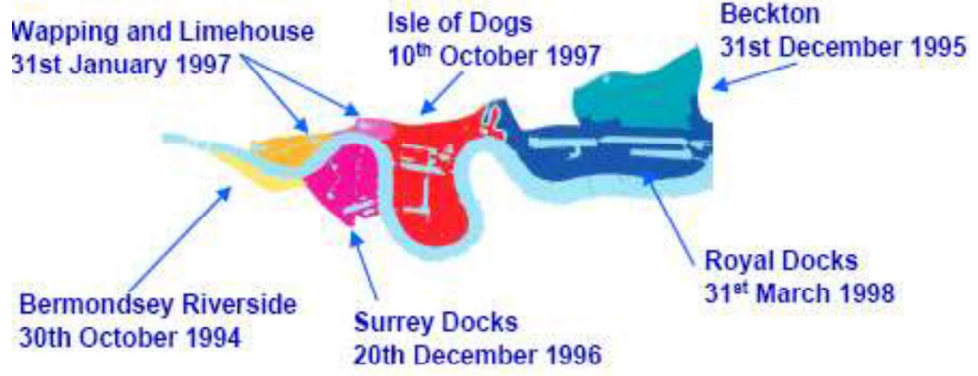 Wapping and Limehouse
31st January 1997
Isle of Dogs
10th October 1997
Beckton
31st December 1995
Bermondsey Riverside
30th October 1994
Surrey Docks
20th December 1996
Royal Docks
31st March 1998